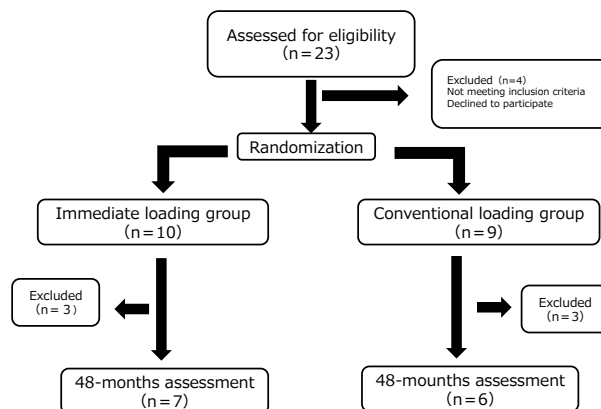 Assessed for eligibility
(n=23)
Excluded (n=4)
Not meeting inclusion criteria
Declined to participate
Randomization
Immediate loading group
(n=10)
Conventional loading group
(n=9)
Excluded
(n=3)
Excluded
(n=3)
48-months assessment
(n=7)
48-mounths assessment
(n=6)